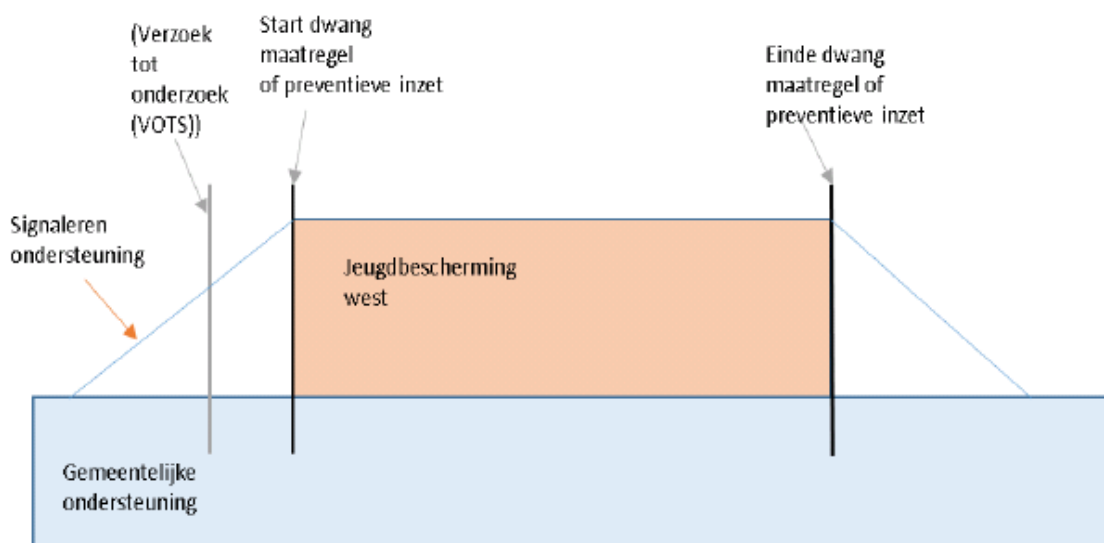 (Verzoek
tot
onderzoek
(VOTS))
Start dwang
maatregel
of preventieve inzet
Einde dwang
maatregel of
preventieve inzet
Signaleren
ondersteuning
Jeugdbescherming
west
Gemeentelijke
ondersteuning